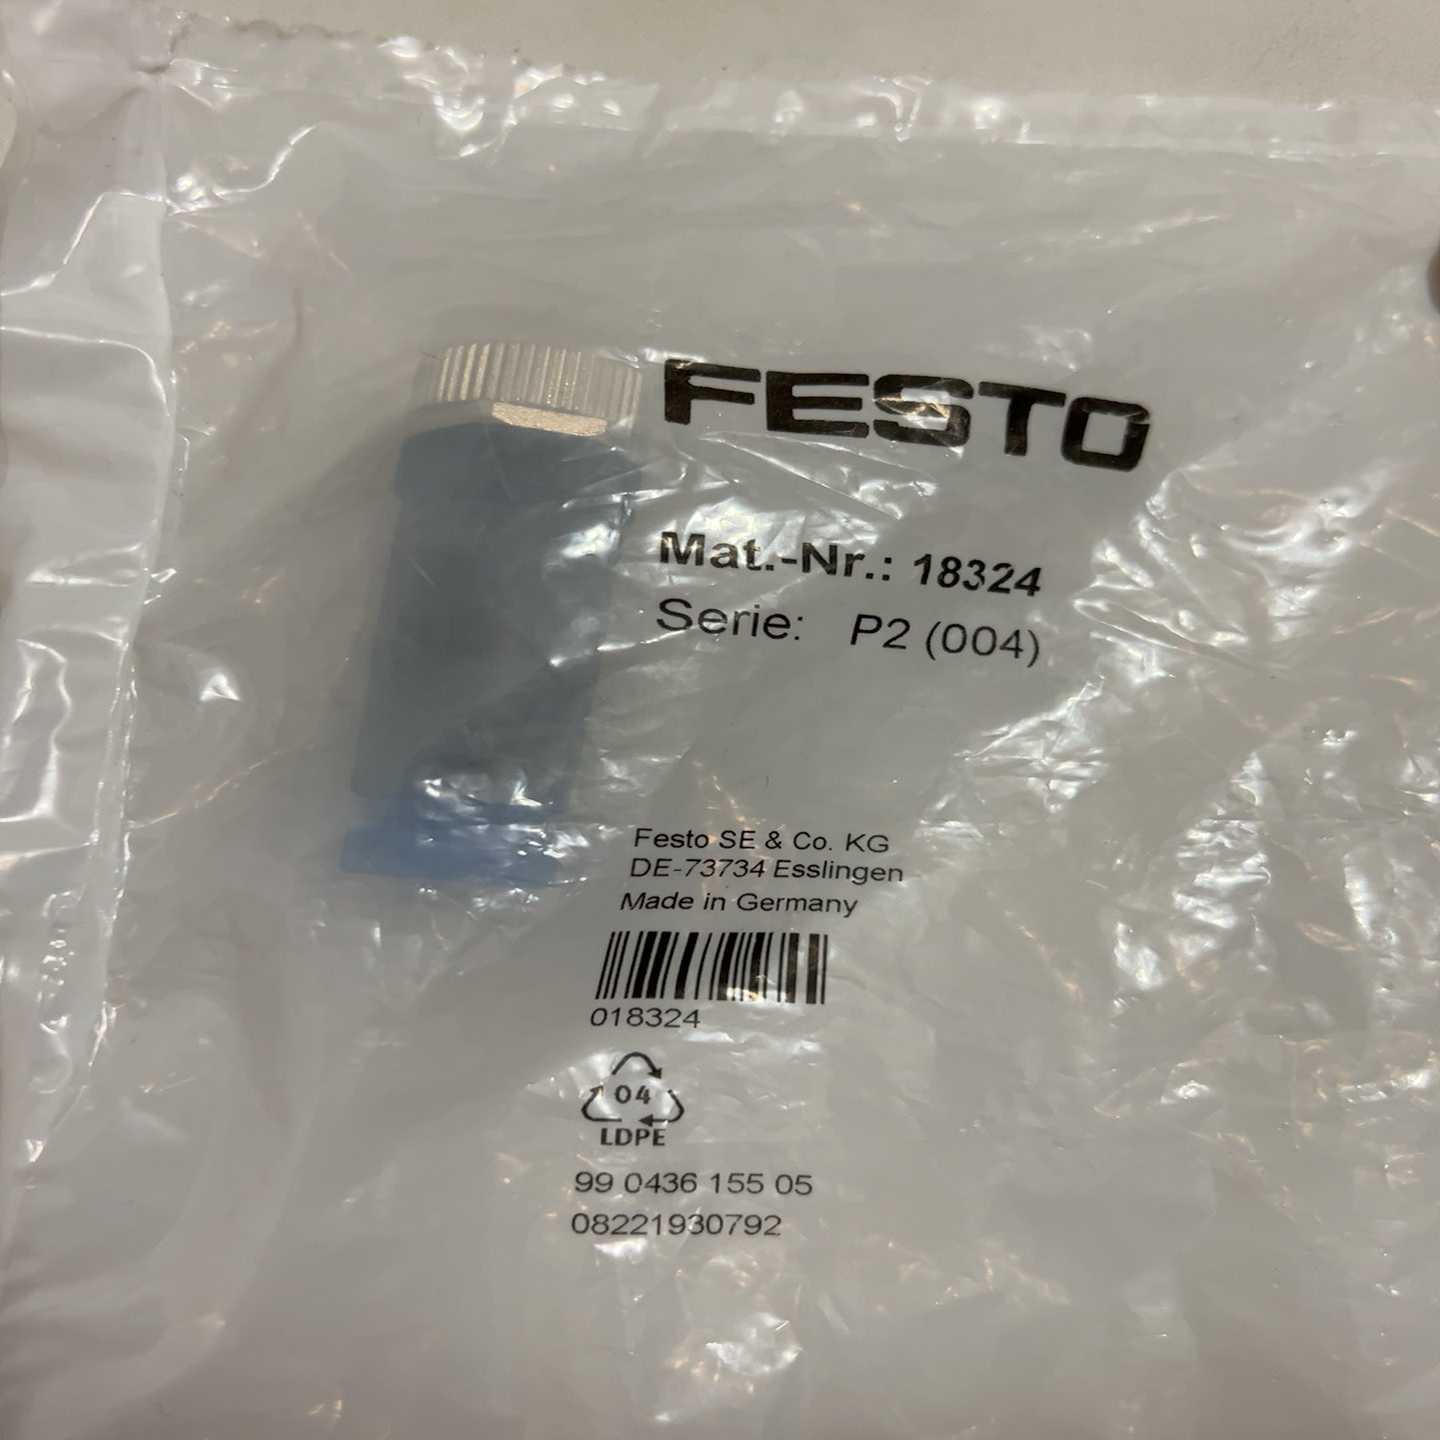 FESTO
Mat.-Nr.: 18324
Serie: P2 (004)
Festo SE & Co. KG
DE-73734 Esslingen
Made in Germany
018324
04
LDPE
99 0436 155 05
08221930792